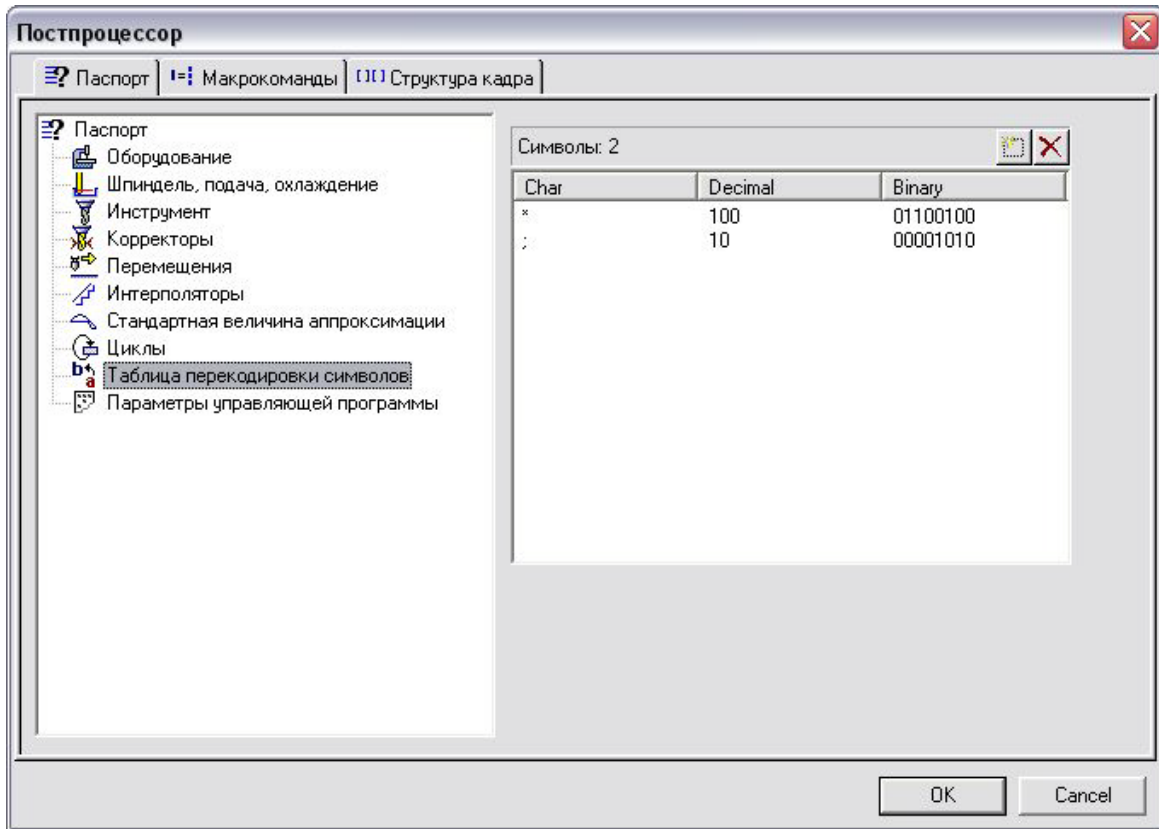 Постпроцессор
Паспорт Макрокоманды Структура кадра
Паспорт
Оборудование
Шпиндель, подача, охлаждение
Инструмент
Корректоры
Перемещения
Интерполяторы
Стандартная величина аппроксимации
Циклы
Таблица перекодировки символов
Параметры управляющей программы
Символы: 2
Char Decimal Binary
* 100 01100100
; 10 00001010
OK Cancel